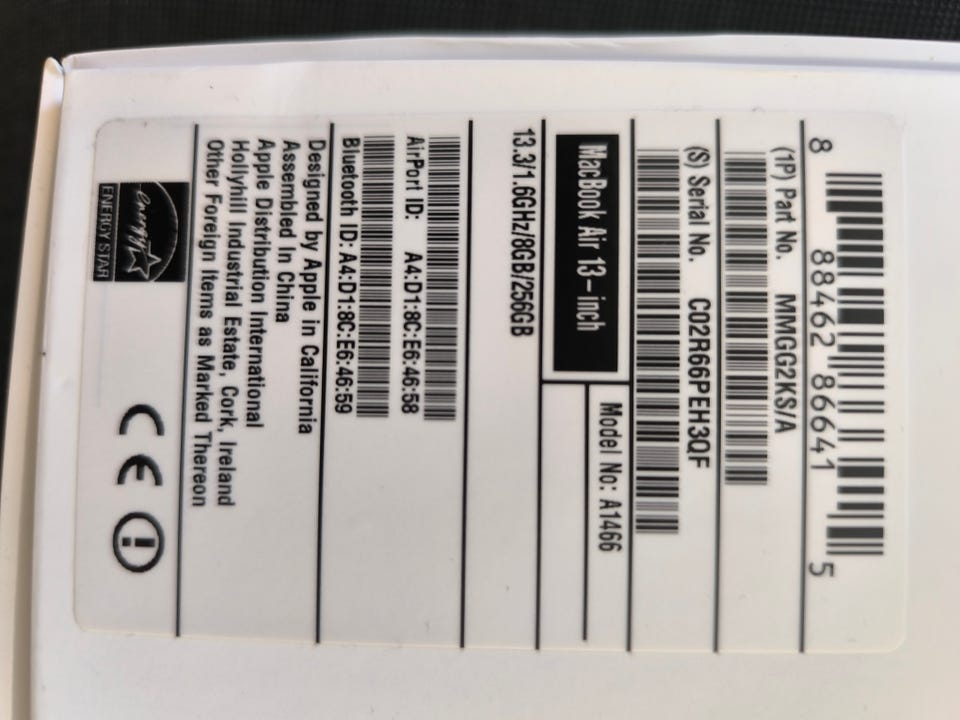 8 88462 86641 5
(1P) Part No. MMGG2KS/A
(S) Serial No. C02R66PEH3QF
MacBook Air 13-inch
Model No: A1466
13.3/1.6GHz/8GB/256GB
AirPort ID: A4:D1:8C:E6:46:58
Bluetooth ID: A4:D1:8C:E6:46:59
Designed by Apple in California
Assembled in China
Apple Distribution International
Hollyhill Industrial Estate, Cork, Ireland
Other Foreign Items as Marked Thereon
energy
ENERGY STAR
CE